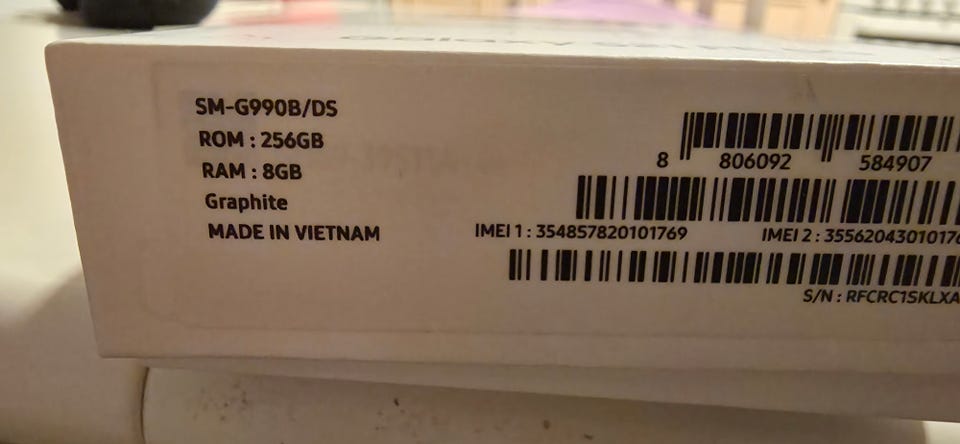 SM-G990B/DS
ROM : 256GB
RAM : 8GB
Graphite
MADE IN VIETNAM
8 806092 584907
IMEI 1 : 354857820101769
IMEI 2 : 35562043010176
S/N : RFCRC1SKLXA